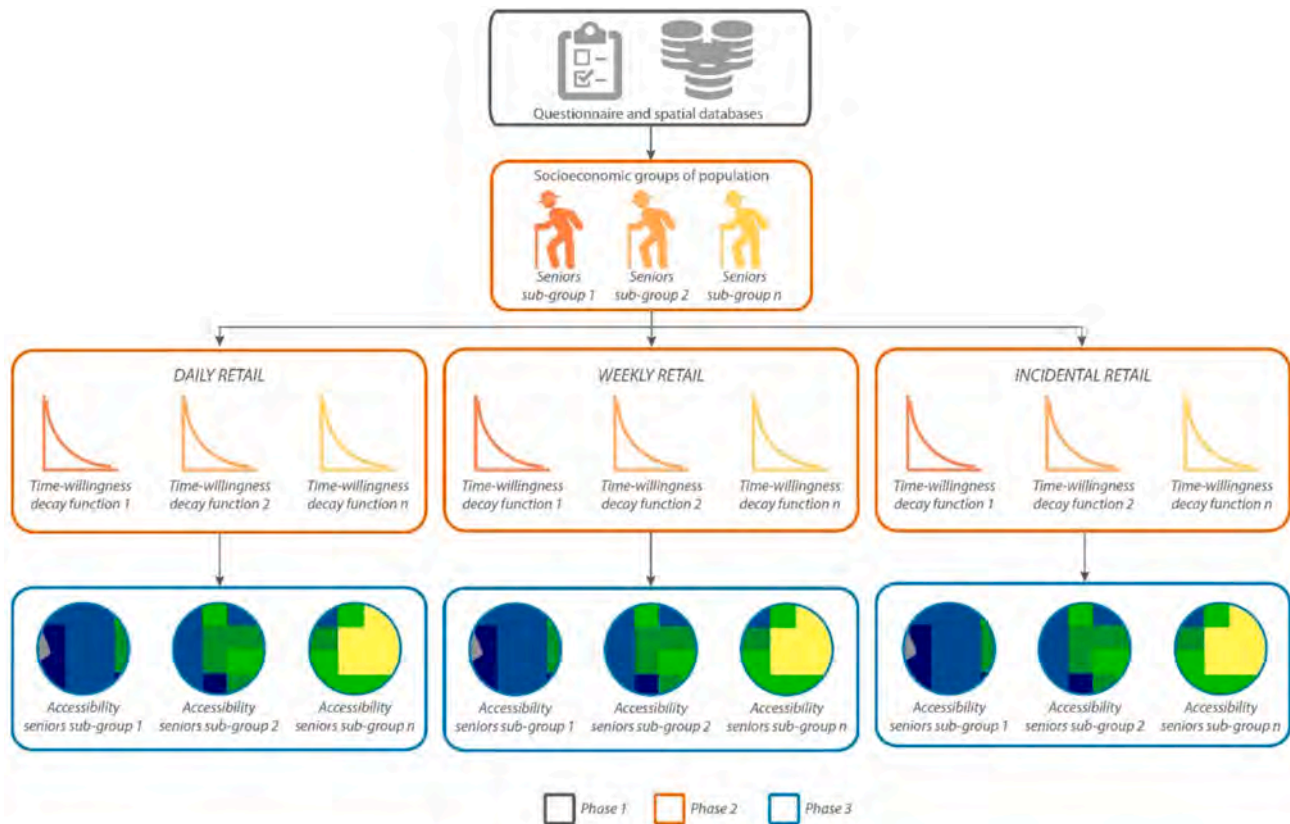 Questionnaire and spatial databases
Socioeconomic groups of population
Seniors
sub-group 1
Seniors
sub-group 2
Seniors
sub-group n
DAILY RETAIL
Time-willingness
decay function 1
Time-willingness
decay function 2
Time-willingness
decay function n
WEEKLY RETAIL
Time-willingness
decay function 1
Time-willingness
decay function 2
Time-willingness
decay function n
INCIDENTAL RETAIL
Time-willingness
decay function 1
Time-willingness
decay function 2
Time-willingness
decay function n
Accessibility
seniors sub-group 1
Accessibility
seniors sub-group 2
Accessibility
seniors sub-group n
Accessibility
seniors sub-group 1
Accessibility
seniors sub-group 2
Accessibility
seniors sub-group n
Accessibility
seniors sub-group 1
Accessibility
seniors sub-group 2
Accessibility
seniors sub-group n
Phase 1
Phase 2
Phase 3